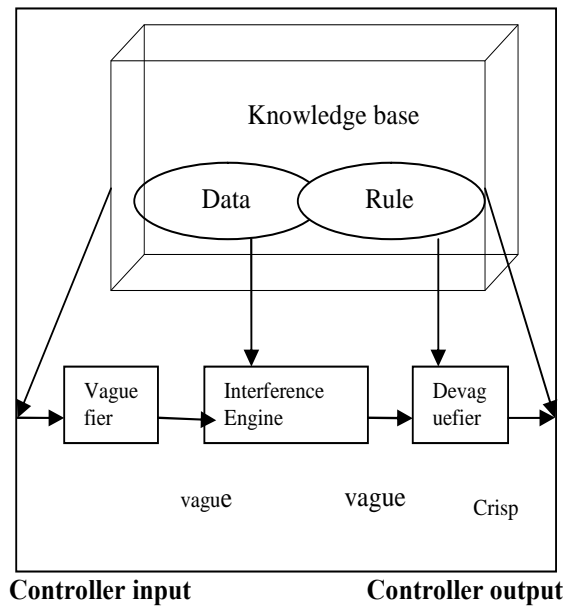 Knowledge base
Data
Rule
Vague
fier
Interference
Engine
Devag
uefier
vague
vague
Crisp
Controller input
Controller output